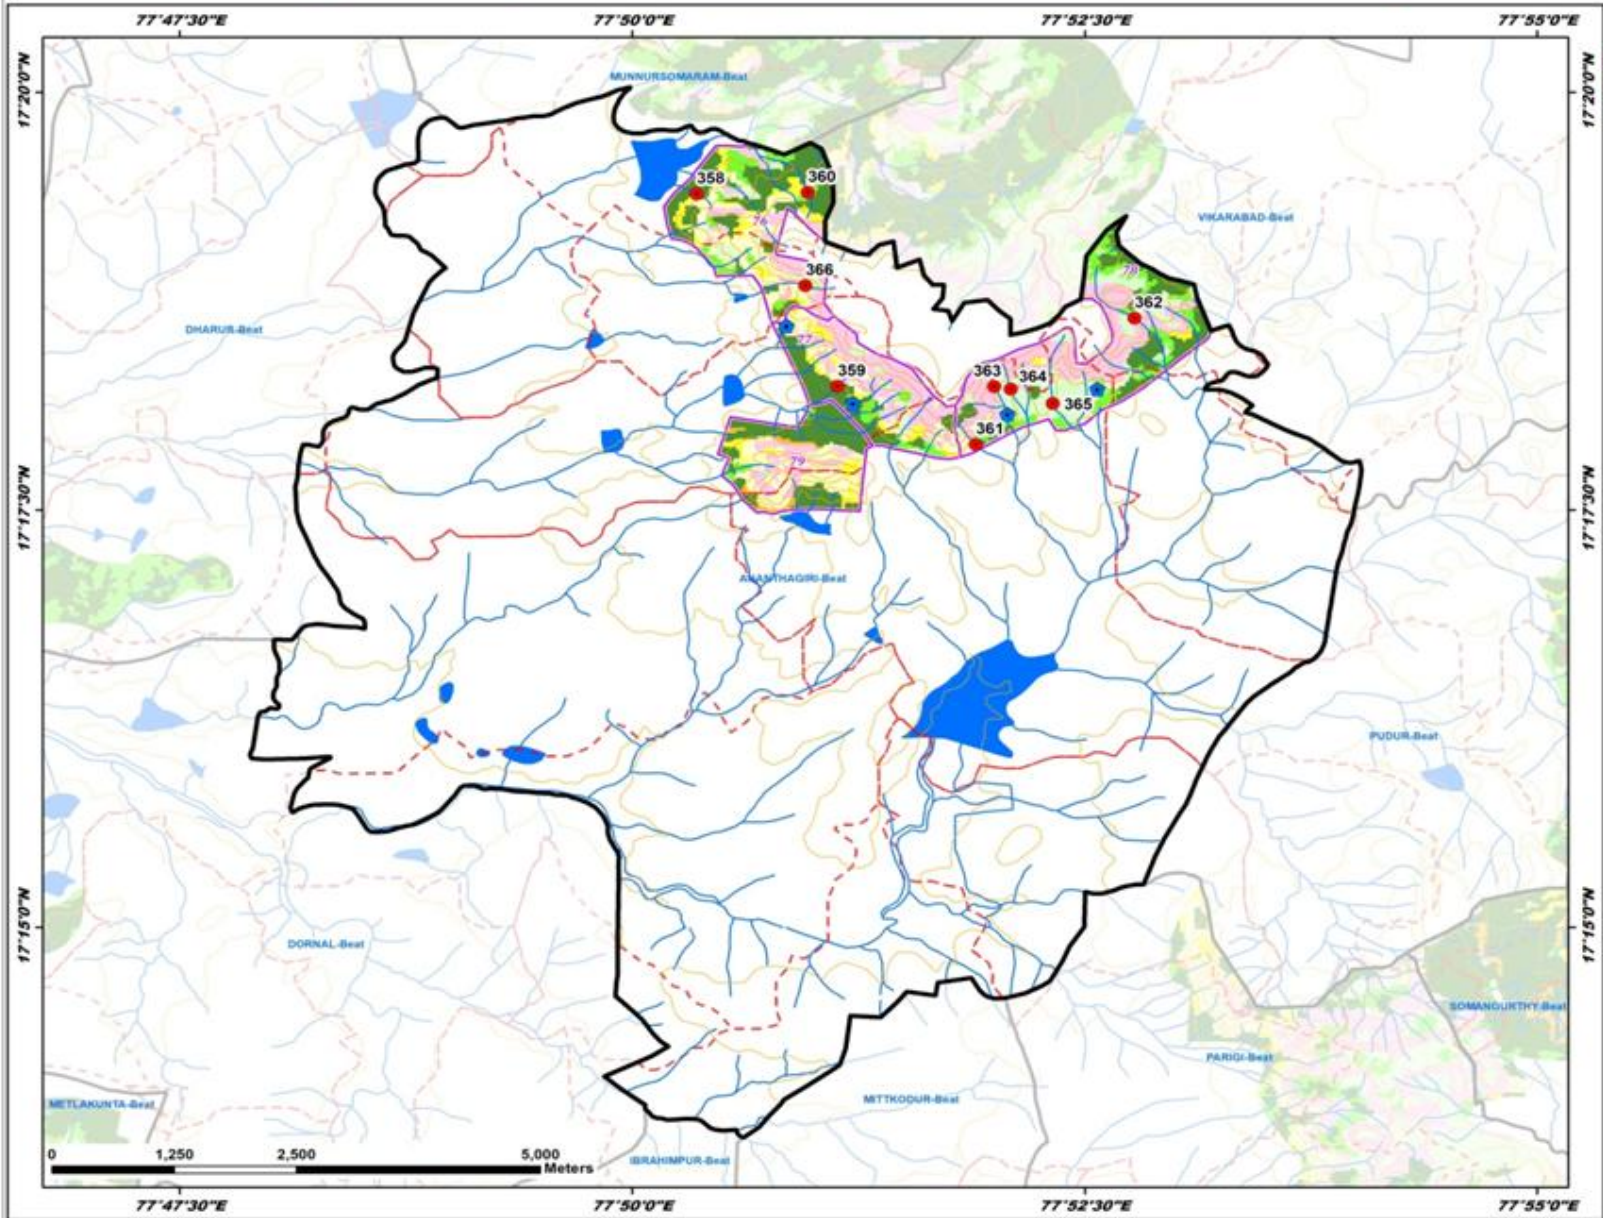 77°47'30"E 77°50'0"E 77°52'30"E 77°55'0"E
MUNNURSOMARAM-Beat
17°20'0"N 17°20'0"N
358 360
76
VIKARABAD-Beat
78
366
362
DHARUR-Beat
77
359 363 364
365
361
79
17°17'30"N 17°17'30"N
ANANTHAGIRI-Beat
PUDUR-Beat
17°15'0"N 17°15'0"N
DORNAL-Beat
SOMANGURTHY-Beat
PARIGI-Beat
METLAKUNTA-Beat
MITTKODUR-Beat
0 1,250 2,500 5,000
Meters
IBRAHIMPUR-Beat
77°47'30"E 77°50'0"E 77°52'30"E 77°55'0"E